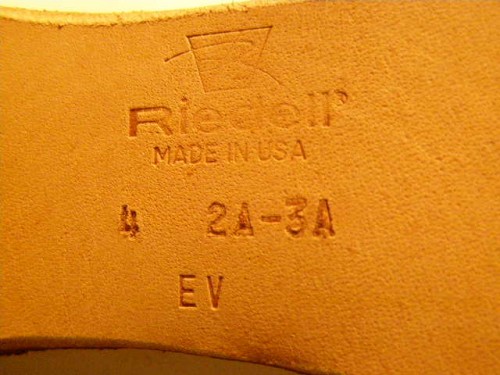 Riedell®
MADE IN USA
4 2A-3A
EV